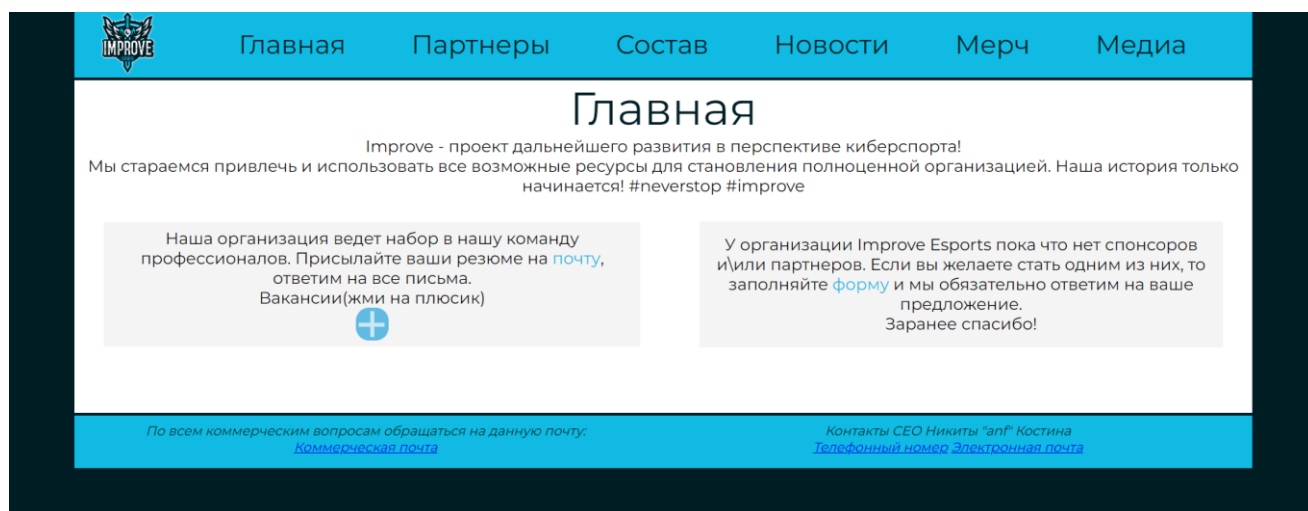 IMPROVE
Главная Партнеры Состав Новости Мерч Медиа
Главная
Improve - проект дальнейшего развития в перспективе киберспорта!
Мы стараемся привлечь и использовать все возможные ресурсы для становления полноценной организацией. Наша история только
начинается! #neverstop #improve
Наша организация ведет набор в нашу команду
профессионалов. Присылайте ваши резюме на почту,
ответим на все письма.
Вакансии(жми на плюсик)
У организации Improve Esports пока что нет спонсоров
и\или партнеров. Если вы желаете стать одним из них, то
заполняйте форму и мы обязательно ответим на ваше
предложение.
Заранее спасибо!
По всем коммерческим вопросам обращаться на данную почту:
Коммерческая почта
Контакты CEO Никиты "anf" Костина
Телефонный номер Электронная почта